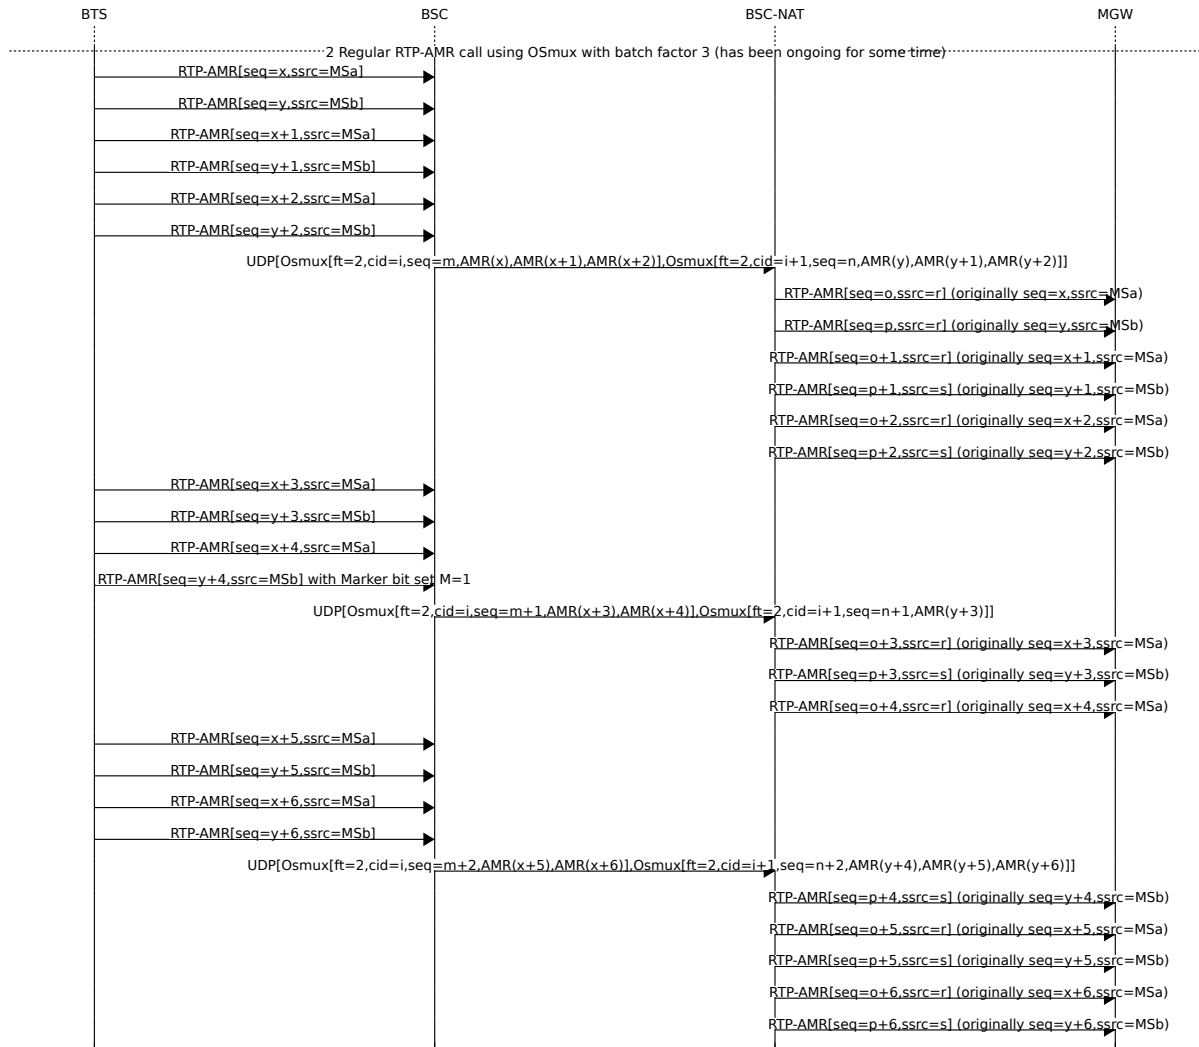 BTS BSC BSC-NAT MGW
2 Regular RTP-AMR call using OSmux with batch factor 3 (has been ongoing for some time)
RTP-AMR[seq=x,ssrc=MSa]
RTP-AMR[seq=y,ssrc=MSb]
RTP-AMR[seq=x+1,ssrc=MSa]
RTP-AMR[seq=y+1,ssrc=MSb]
RTP-AMR[seq=x+2,ssrc=MSa]
RTP-AMR[seq=y+2,ssrc=MSb]
UDP[Osmux[ft=2,cid=i,seq=m,AMR(x),AMR(x+1),AMR(x+2)],Osmux[ft=2,cid=i+1,seq=n,AMR(y),AMR(y+1),AMR(y+2)]]
RTP-AMR[seq=o,ssrc=r] (originally seq=x,ssrc=MSa)
RTP-AMR[seq=p,ssrc=r] (originally seq=y,ssrc=MSb)
RTP-AMR[seq=o+1,ssrc=r] (originally seq=x+1,ssrc=MSa)
RTP-AMR[seq=p+1,ssrc=s] (originally seq=y+1,ssrc=MSb)
RTP-AMR[seq=o+2,ssrc=r] (originally seq=x+2,ssrc=MSa)
RTP-AMR[seq=p+2,ssrc=s] (originally seq=y+2,ssrc=MSb)
RTP-AMR[seq=x+3,ssrc=MSa]
RTP-AMR[seq=y+3,ssrc=MSb]
RTP-AMR[seq=x+4,ssrc=MSa]
RTP-AMR[seq=y+4,ssrc=MSb] with Marker bit set M=1
UDP[Osmux[ft=2,cid=i,seq=m+1,AMR(x+3),AMR(x+4)],Osmux[ft=2,cid=i+1,seq=n+1,AMR(y+3)]]
RTP-AMR[seq=o+3,ssrc=r] (originally seq=x+3,ssrc=MSa)
RTP-AMR[seq=p+3,ssrc=s] (originally seq=y+3,ssrc=MSb)
RTP-AMR[seq=o+4,ssrc=r] (originally seq=x+4,ssrc=MSa)
RTP-AMR[seq=x+5,ssrc=MSa]
RTP-AMR[seq=y+5,ssrc=MSb]
RTP-AMR[seq=x+6,ssrc=MSa]
RTP-AMR[seq=y+6,ssrc=MSb]
UDP[Osmux[ft=2,cid=i,seq=m+2,AMR(x+5),AMR(x+6)],Osmux[ft=2,cid=i+1,seq=n+2,AMR(y+4),AMR(y+5),AMR(y+6)]]
RTP-AMR[seq=p+4,ssrc=s] (originally seq=y+4,ssrc=MSb)
RTP-AMR[seq=o+5,ssrc=r] (originally seq=x+5,ssrc=MSa)
RTP-AMR[seq=p+5,ssrc=s] (originally seq=y+5,ssrc=MSb)
RTP-AMR[seq=o+6,ssrc=r] (originally seq=x+6,ssrc=MSa)
RTP-AMR[seq=p+6,ssrc=s] (originally seq=y+6,ssrc=MSb)